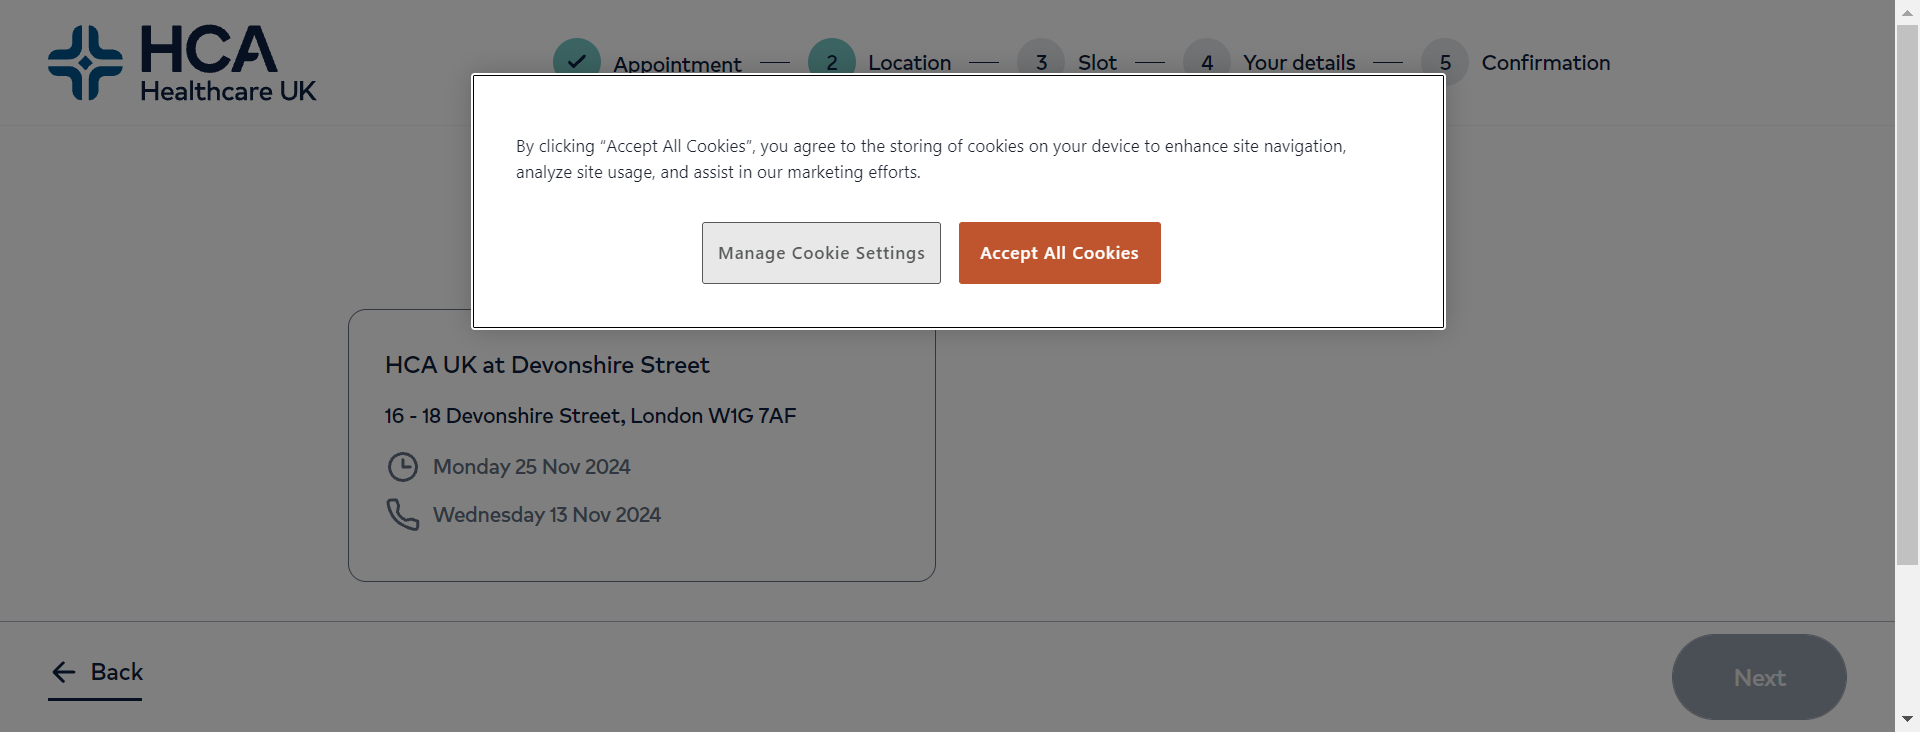 HCA
Healthcare UK
Appointment
2 Location
3 Slot
4 Your details
5 Confirmation
By clicking “Accept All Cookies”, you agree to the storing of cookies on your device to enhance site navigation,
analyze site usage, and assist in our marketing efforts.
Manage Cookie Settings
Accept All Cookies
HCA UK at Devonshire Street
16 - 18 Devonshire Street, London W1G 7AF
Monday 25 Nov 2024
Wednesday 13 Nov 2024
Back
Next